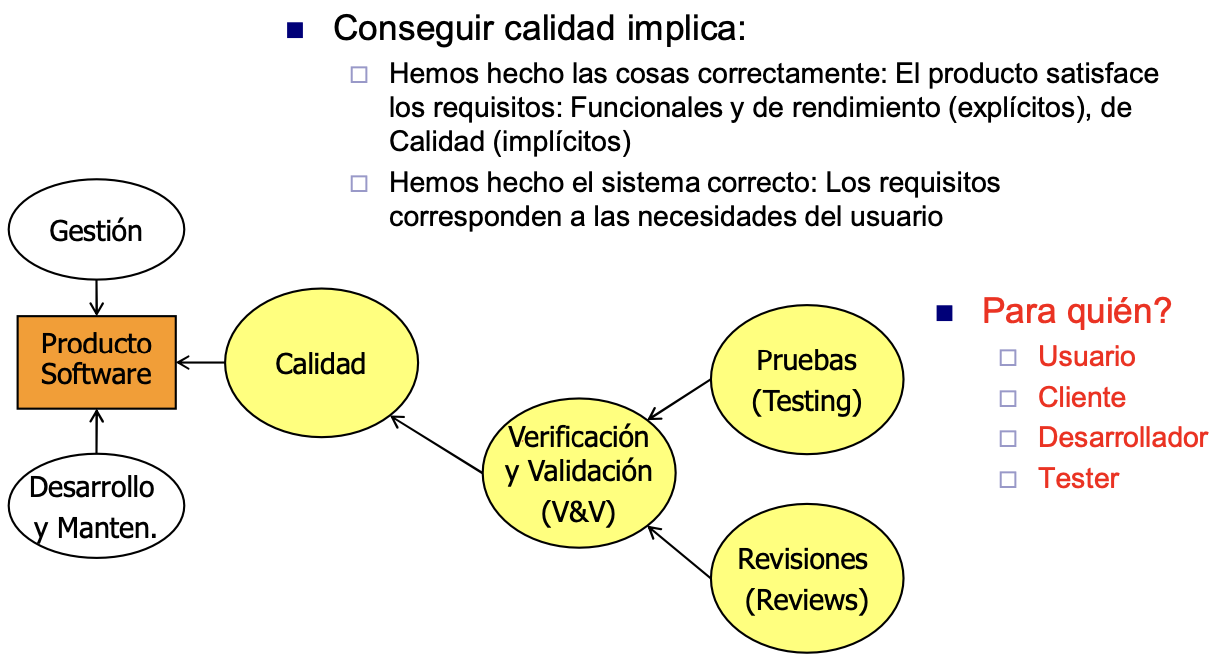 Conseguir calidad implica:
Hemos hecho las cosas correctamente: El producto satisface
los requisitos: Funcionales y de rendimiento (explícitos), de
Calidad (implícitos)
Hemos hecho el sistema correcto: Los requisitos
corresponden a las necesidades del usuario
Gestión
Producto
Software
Desarrollo
y Manten.
Calidad
Verificación
y Validación
(V&V)
Pruebas
(Testing)
Revisiones
(Reviews)
Para quién?
Usuario
Cliente
Desarrollador
Tester